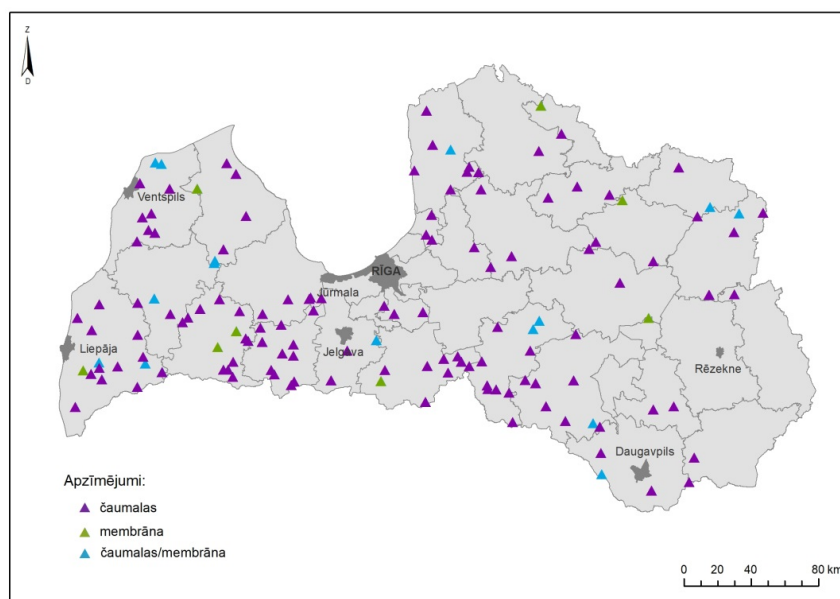 Z
D
Ventspils
RĪGA
Jūrmala
Liepāja
Jelgava
Rēzekne
Daugavpils
Apzīmējumi:
čaumalas
membrāna
čaumalas/membrāna
0 20 40 80 km